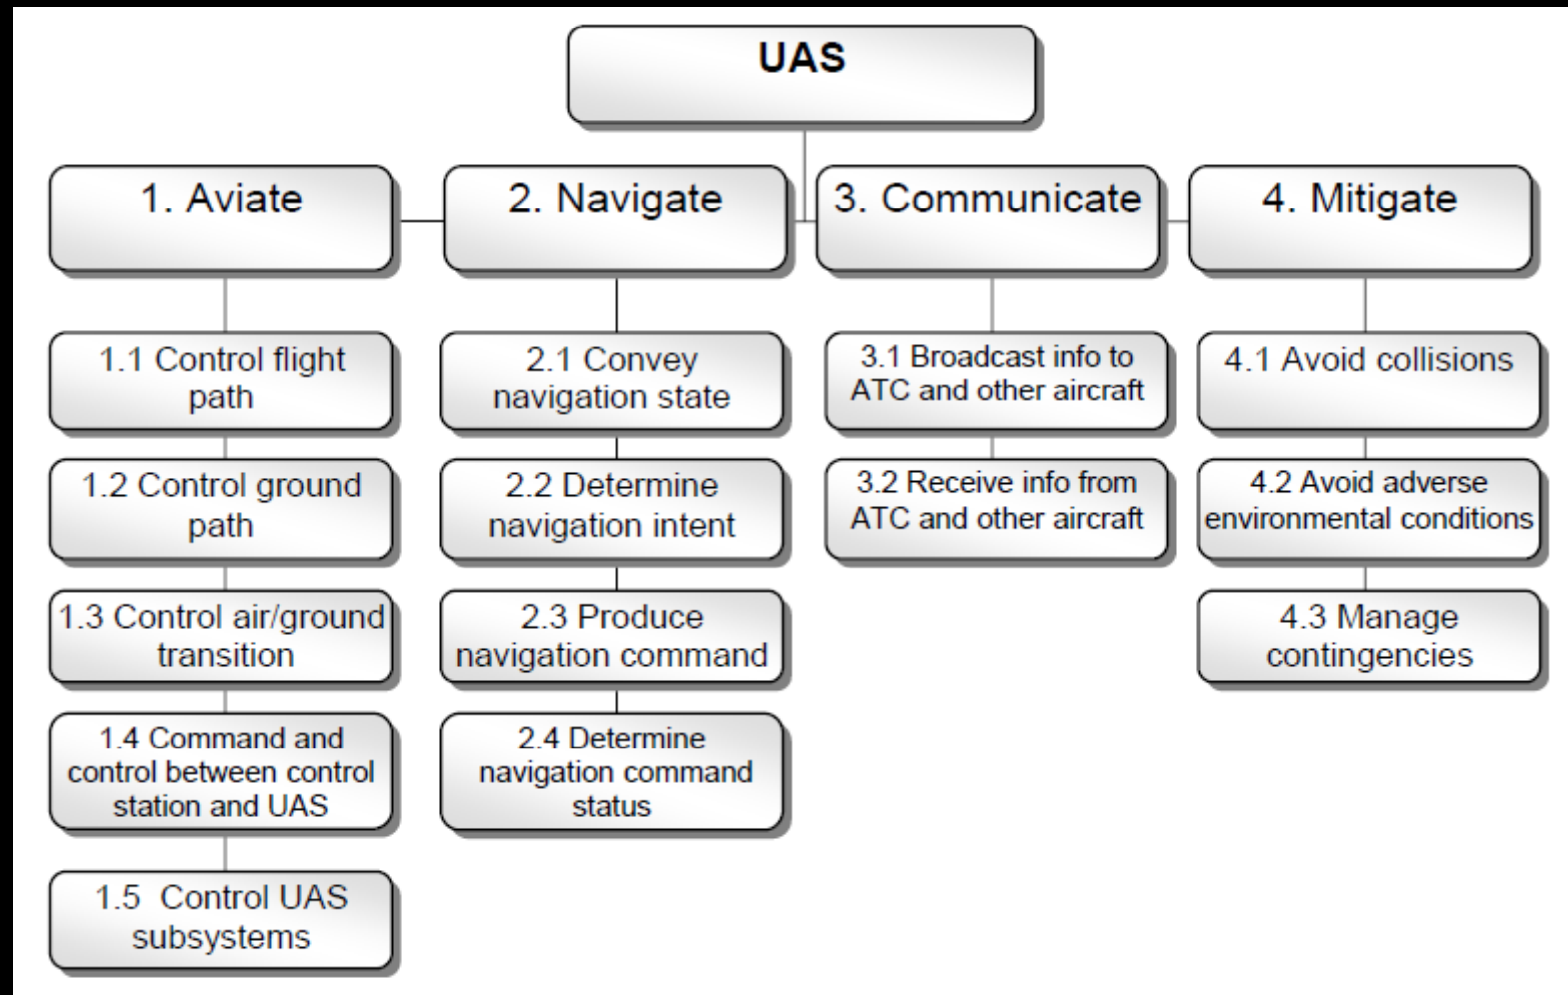 UAS
1. Aviate
2. Navigate
3. Communicate
4. Mitigate
1.1 Control flight
path
1.2 Control ground
path
1.3 Control air/ground
transition
1.4 Command and
control between control
station and UAS
1.5 Control UAS
subsystems
2.1 Convey
navigation state
2.2 Determine
navigation intent
2.3 Produce
navigation command
2.4 Determine
navigation command
status
3.1 Broadcast info to
ATC and other aircraft
3.2 Receive info from
ATC and other aircraft
4.1 Avoid collisions
4.2 Avoid adverse
environmental conditions
4.3 Manage
contingencies